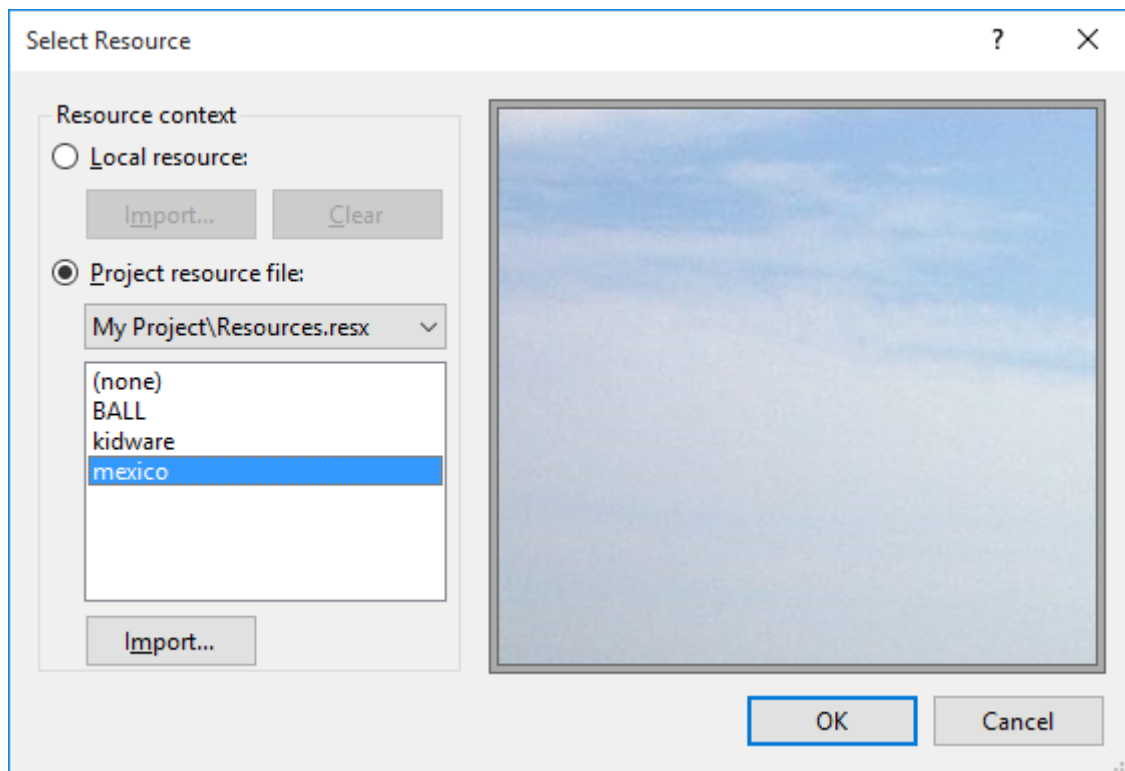 Select Resource ?
Resource context
Local resource:
Import... Clear
Project resource file:
My Project\Resources.resx
(none)
BALL
kidware
mexico
Import...
OK Cancel